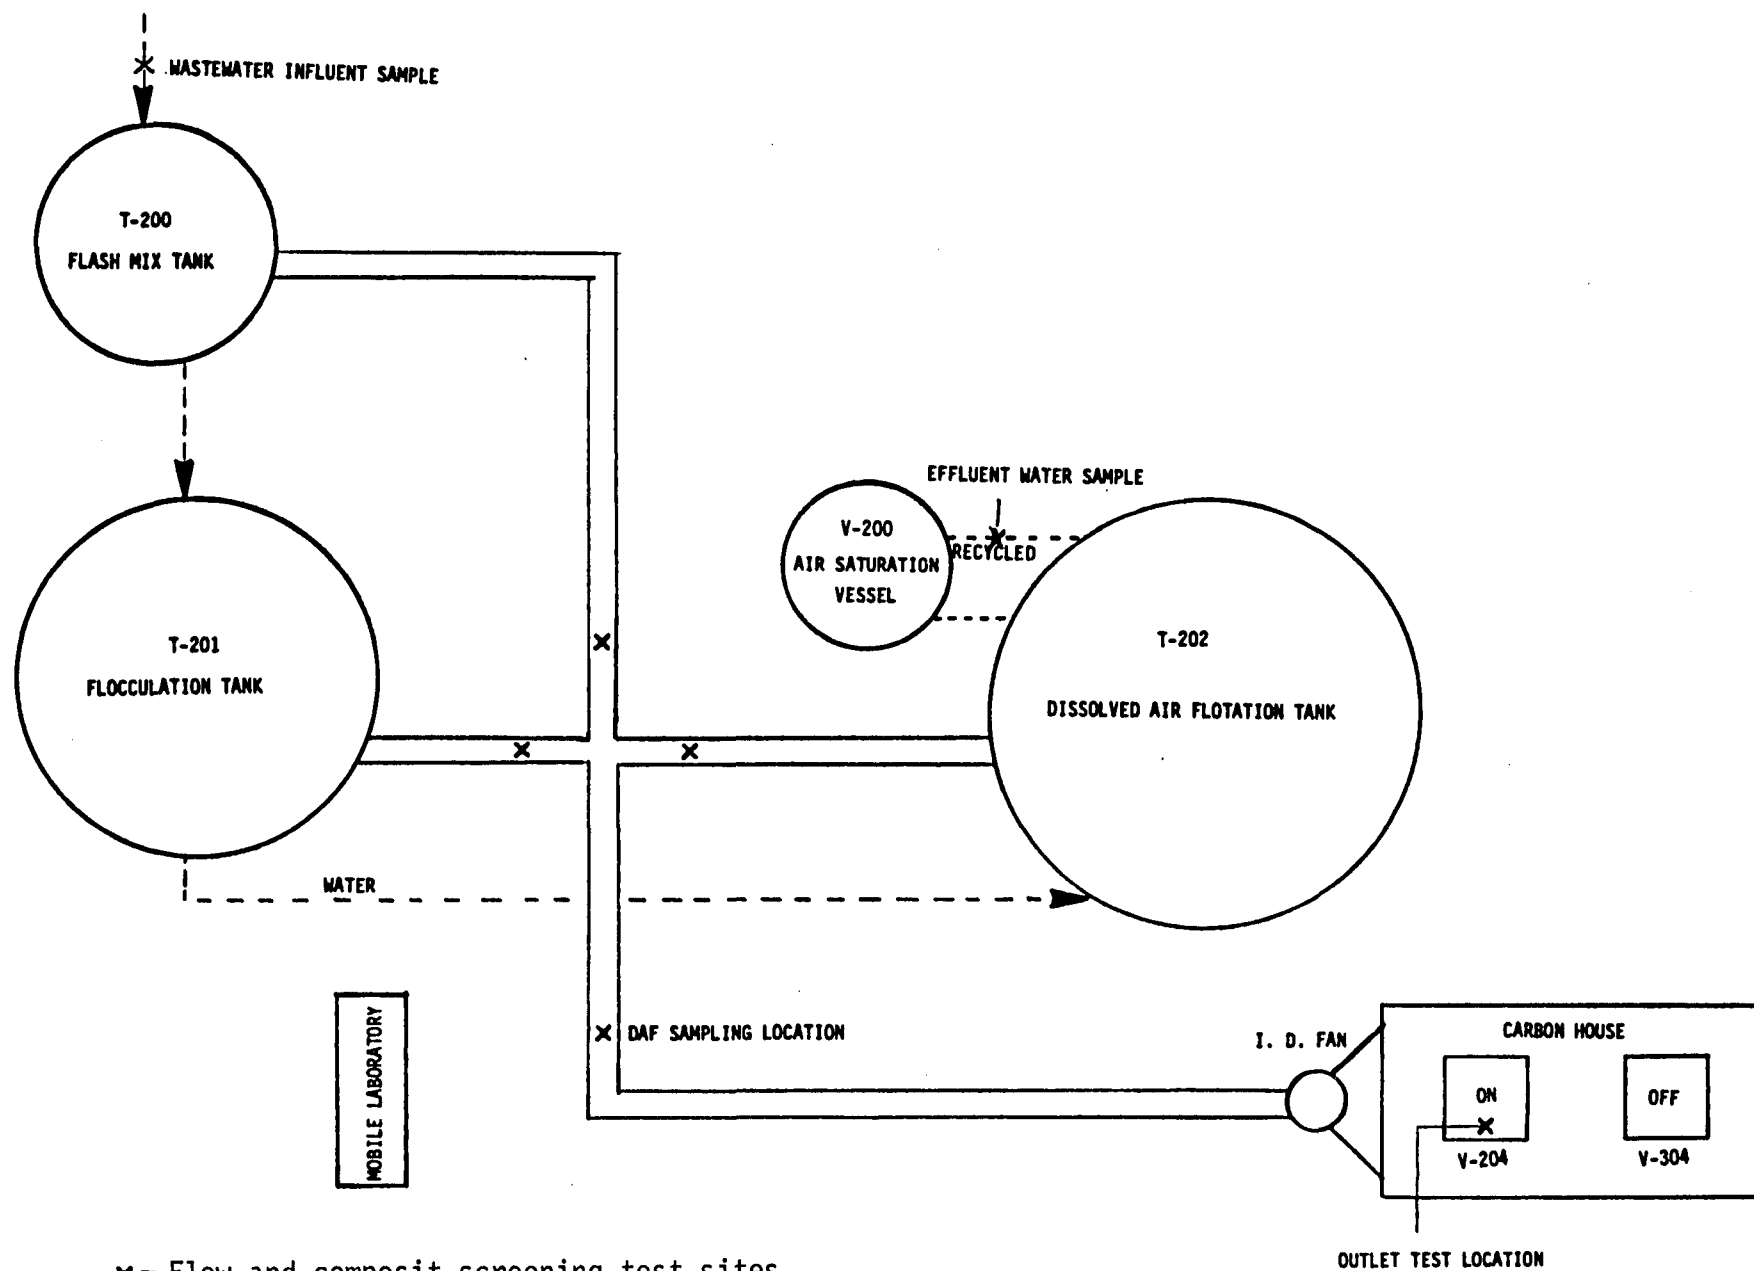 WASTEWATER INFLUENT SAMPLE
T-200
FLASH MIX TANK
EFFLUENT WATER SAMPLE
V-200
AIR SATURATION
VESSEL
RECYCLED
T-201
FLOCCULATION TANK
T-202
DISSOLVED AIR FLOTATION TANK
WATER
MOBILE LABORATORY
DAF SAMPLING LOCATION
I. D. FAN
CARBON HOUSE
ON
OFF
V-204
V-304
OUTLET TEST LOCATION
x - Flow and composit screening test sites